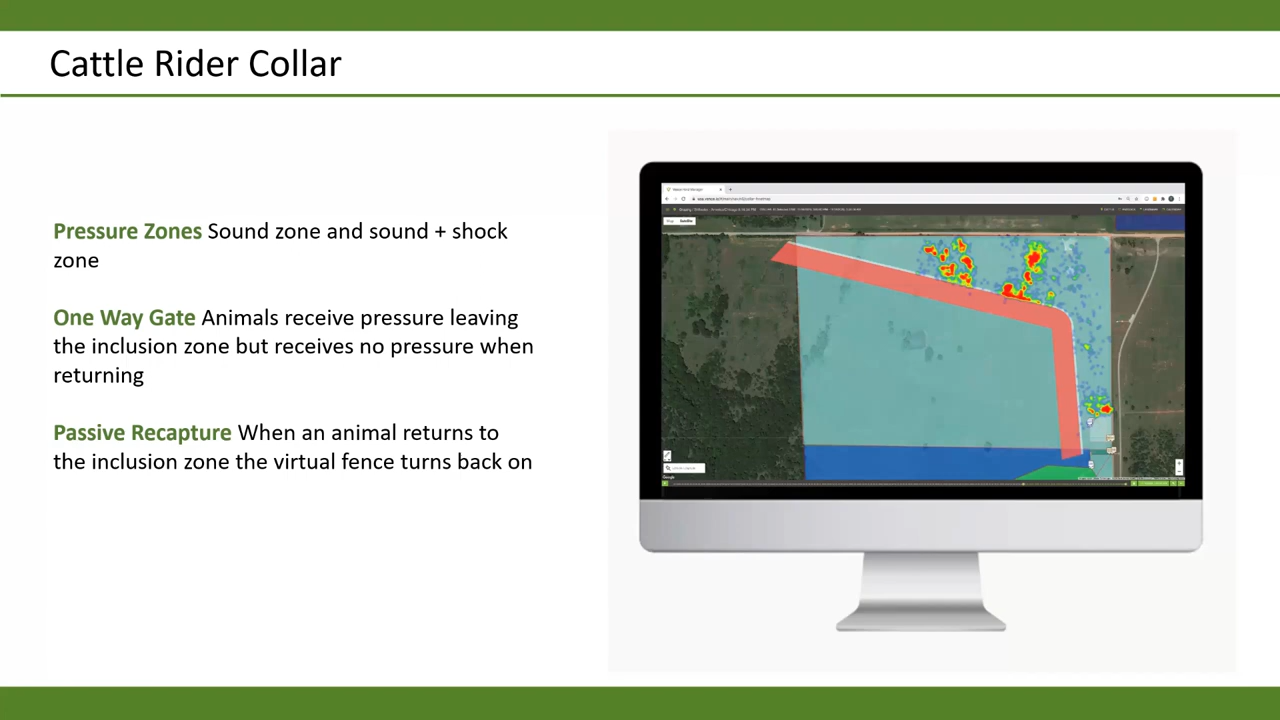 Cattle Rider Collar
Pressure Zones Sound zone and sound + shock
zone
One Way Gate Animals receive pressure leaving
the inclusion zone but receives no pressure when
returning
Passive Recapture When an animal returns to
the inclusion zone the virtual fence turns back on
Google